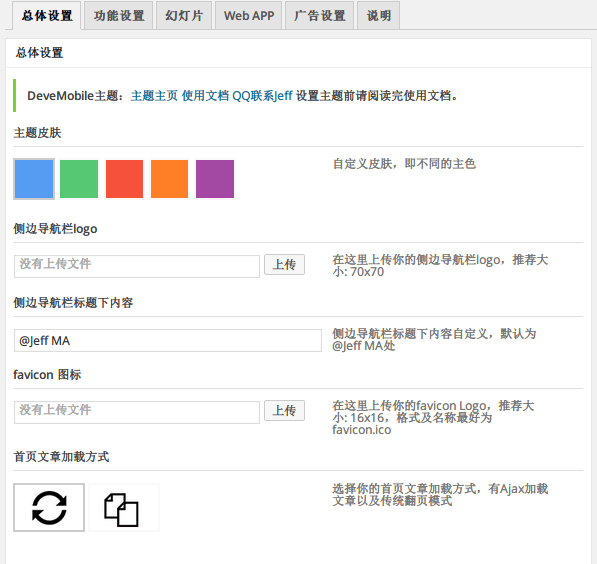 总体设置 功能设置 幻灯片 Web APP 广告设置 说明
总体设置
DeveMobile主题：主题主页 使用文档 QQ联系Jeff 设置主题前请阅读完使用文档。
主题皮肤
自定义皮肤，即不同的主色
侧边导航栏logo
没有上传文件 上传
在这里上传你的侧边导航栏logo，推荐大
小: 70x70
侧边导航栏标题下内容
@Jeff MA
侧边导航栏标题下内容自定义，默认为
@Jeff MA处
favicon 图标
没有上传文件 上传
在这里上传你的favicon Logo，推荐大
小: 16x16，格式及名称最好为
favicon.ico
首页文章加载方式
选择你的首页文章加载方式，有Ajax加载
文章以及传统翻页模式